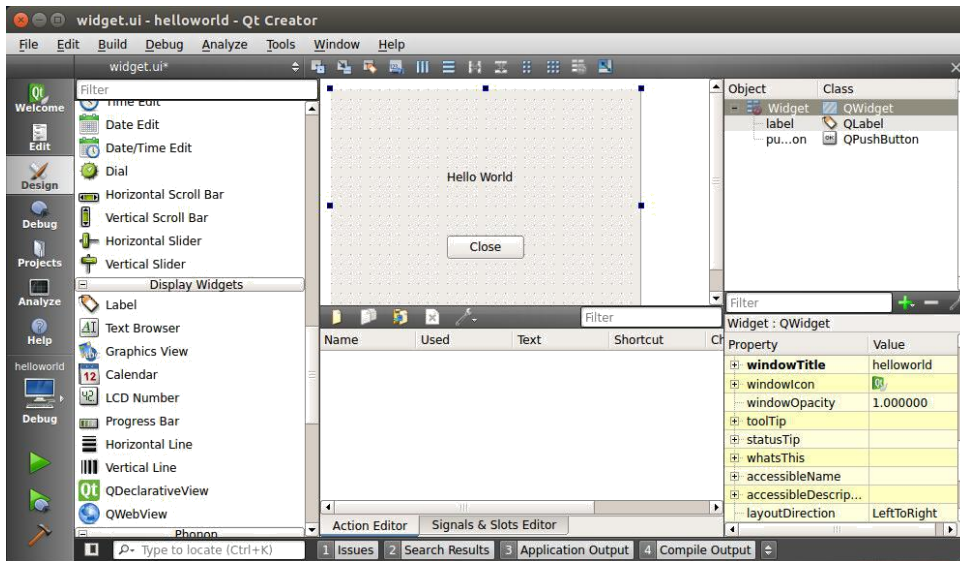 widget.ui - helloworld - Qt Creator
File Edit Build Debug Analyze Tools Window Help
widget.ui*
Welcome
Edit
Design
Debug
Projects
Analyze
Help
helloworld
Debug
Filter
Time Edit
Date Edit
Date/Time Edit
Dial
Horizontal Scroll Bar
Vertical Scroll Bar
Horizontal Slider
Vertical Slider
Display Widgets
Label
Text Browser
Graphics View
Calendar
LCD Number
Progress Bar
Horizontal Line
Vertical Line
QDeclarativeView
QWebView
Phonon
Hello World
Close
Filter
Name Used Text Shortcut Ch
Action Editor Signals & Slots Editor
Object Class
Widget QWidget
label QLabel
pu...on QPushButton
Filter
Widget : QWidget
Property Value
windowTitle helloworld
windowIcon
windowOpacity 1.000000
toolTip
statusTip
whatsThis
accessibleName
accessibleDescrip...
layoutDirection LeftToRight
Type to locate (Ctrl+K) 1 Issues 2 Search Results 3 Application Output 4 Compile Output